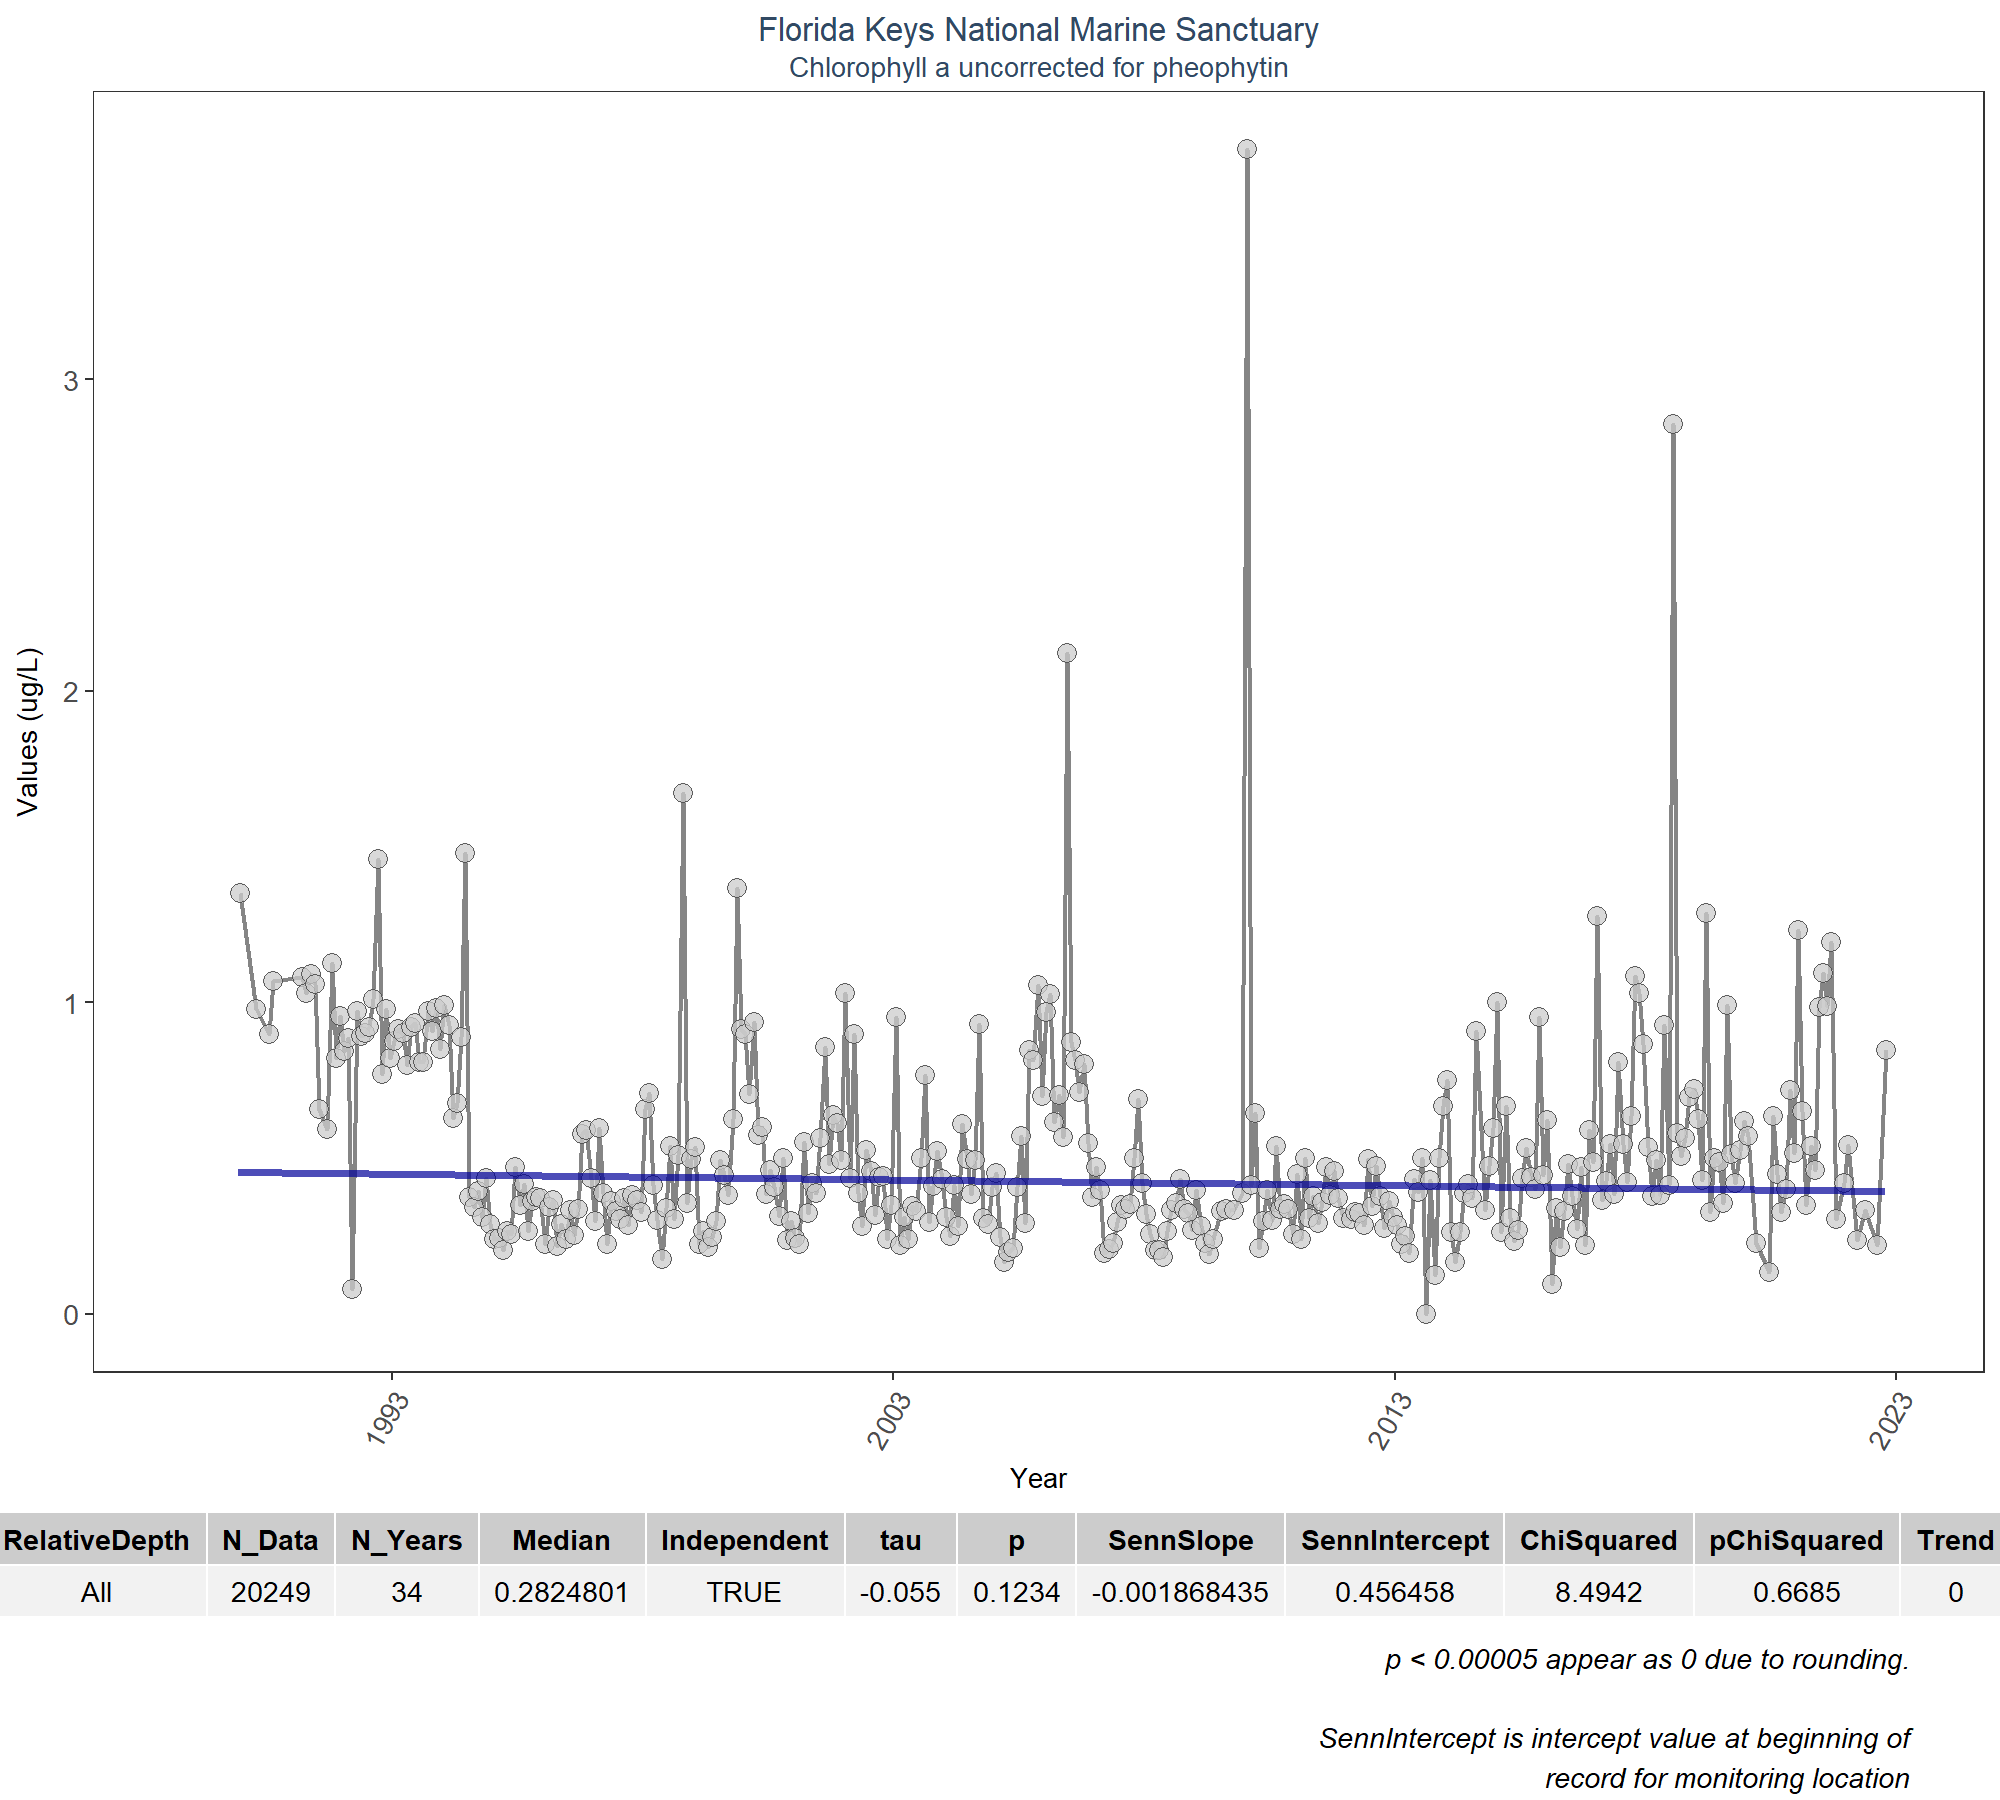 Florida Keys National Marine Sanctuary
Chlorophyll a uncorrected for pheophytin
Values (ug/L)
3
2
1
0
1993
2003
2013
2023
Year
RelativeDepth N_Data N_Years Median Independent tau p SennSlope SennIntercept ChiSquared pChiSquared Trend
All 20249 34 0.2824801 TRUE -0.055 0.1234 -0.001868435 0.456458 8.4942 0.6685 0
p < 0.00005 appear as 0 due to rounding.
SennIntercept is intercept value at beginning of
record for monitoring location